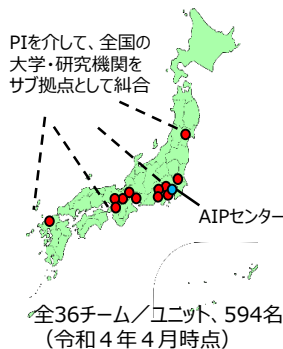 PIを介して、全国の
大学・研究機関を
サブ拠点として糾合
AIPセンター
全36チーム／ユニット、594名
（令和４年４月時点）